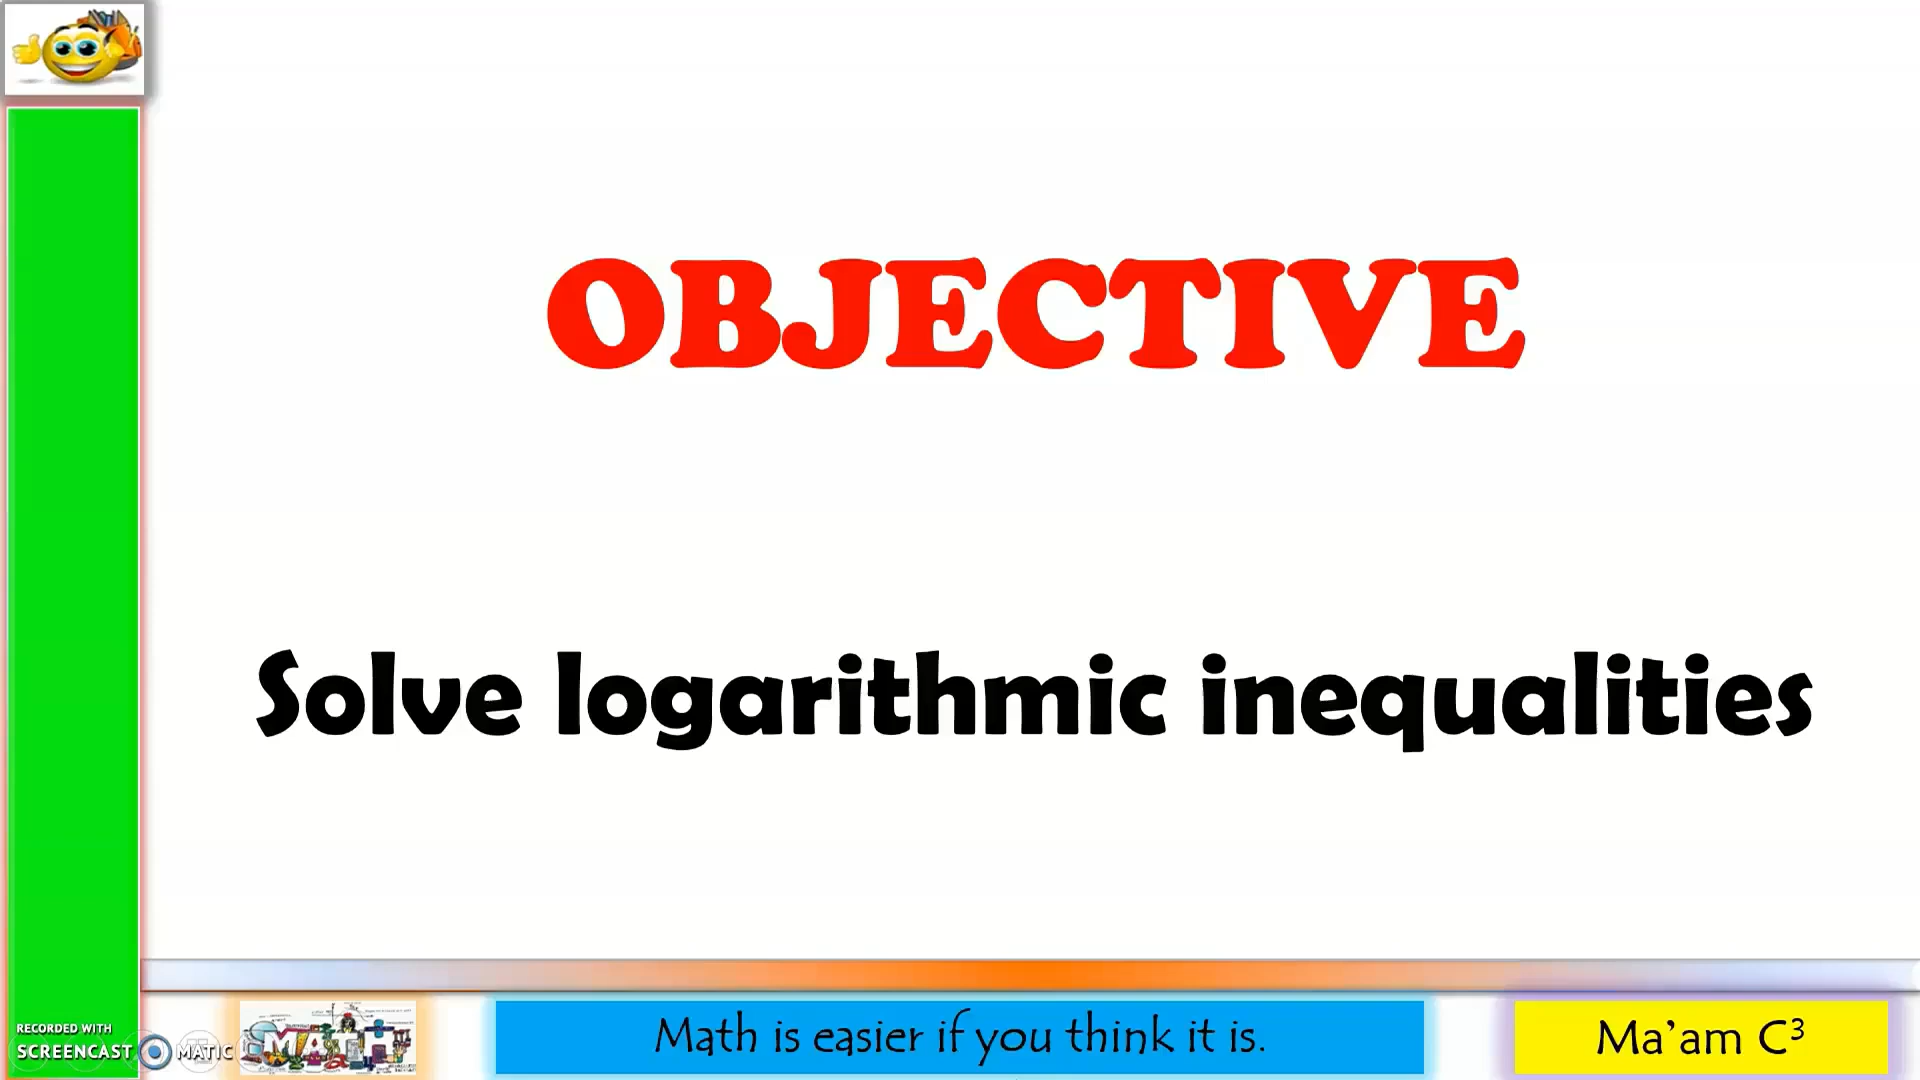 OBJECTIVE
Solve logarithmic inequalities
RECORDED WITH
SCREENCAST MATIC
MATH
Math is easier if you think it is.
Ma'am C³